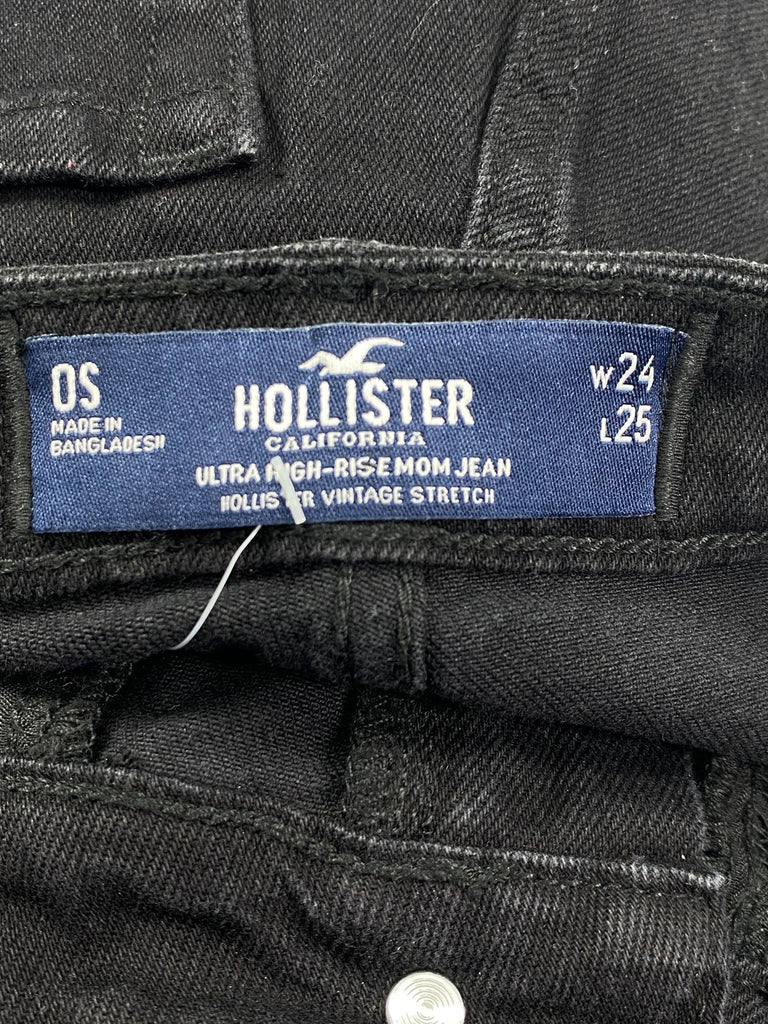 0S
MADE IN
BANGLADESH
HOLLISTER
CALIFORNIA
ULTRA HIGH-RISE MOM JEAN
HOLLISTER VINTAGE STRETCH
W24
L25